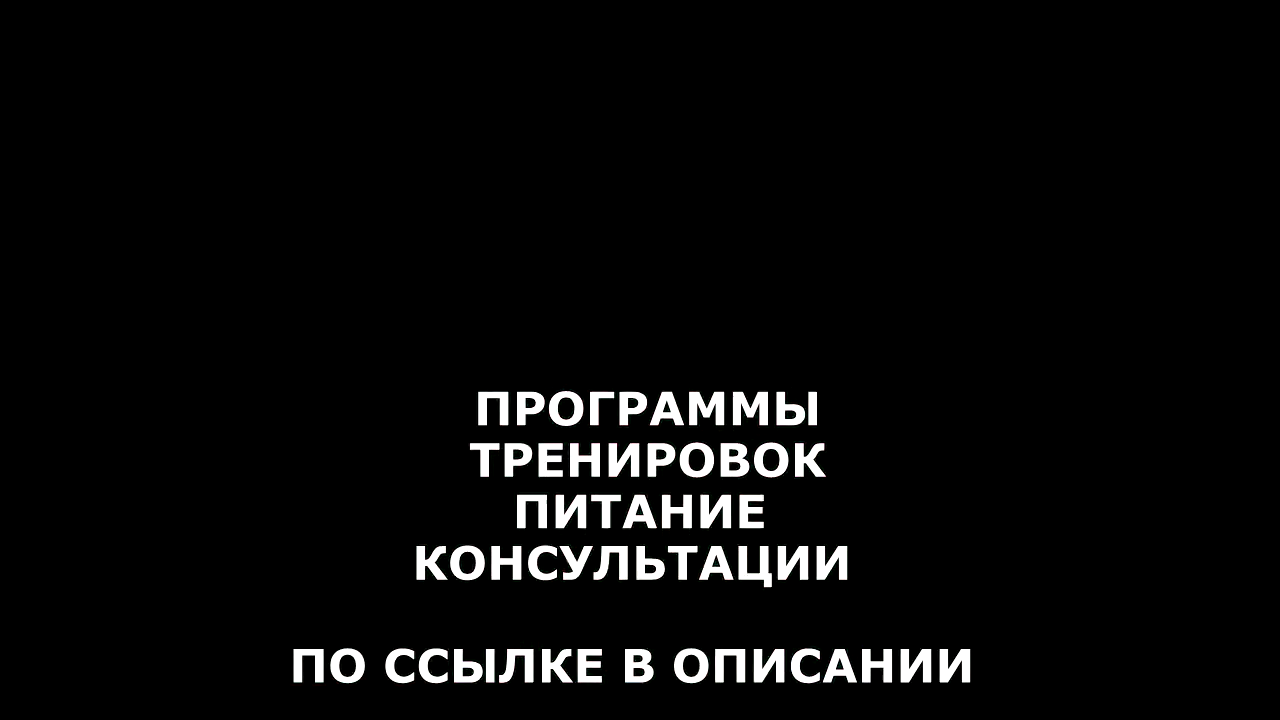 ПРОГРАММЫ
ТРЕНИРОВОК
ПИТАНИЕ
КОНСУЛЬТАЦИИ
ПО ССЫЛКЕ В ОПИСАНИИ